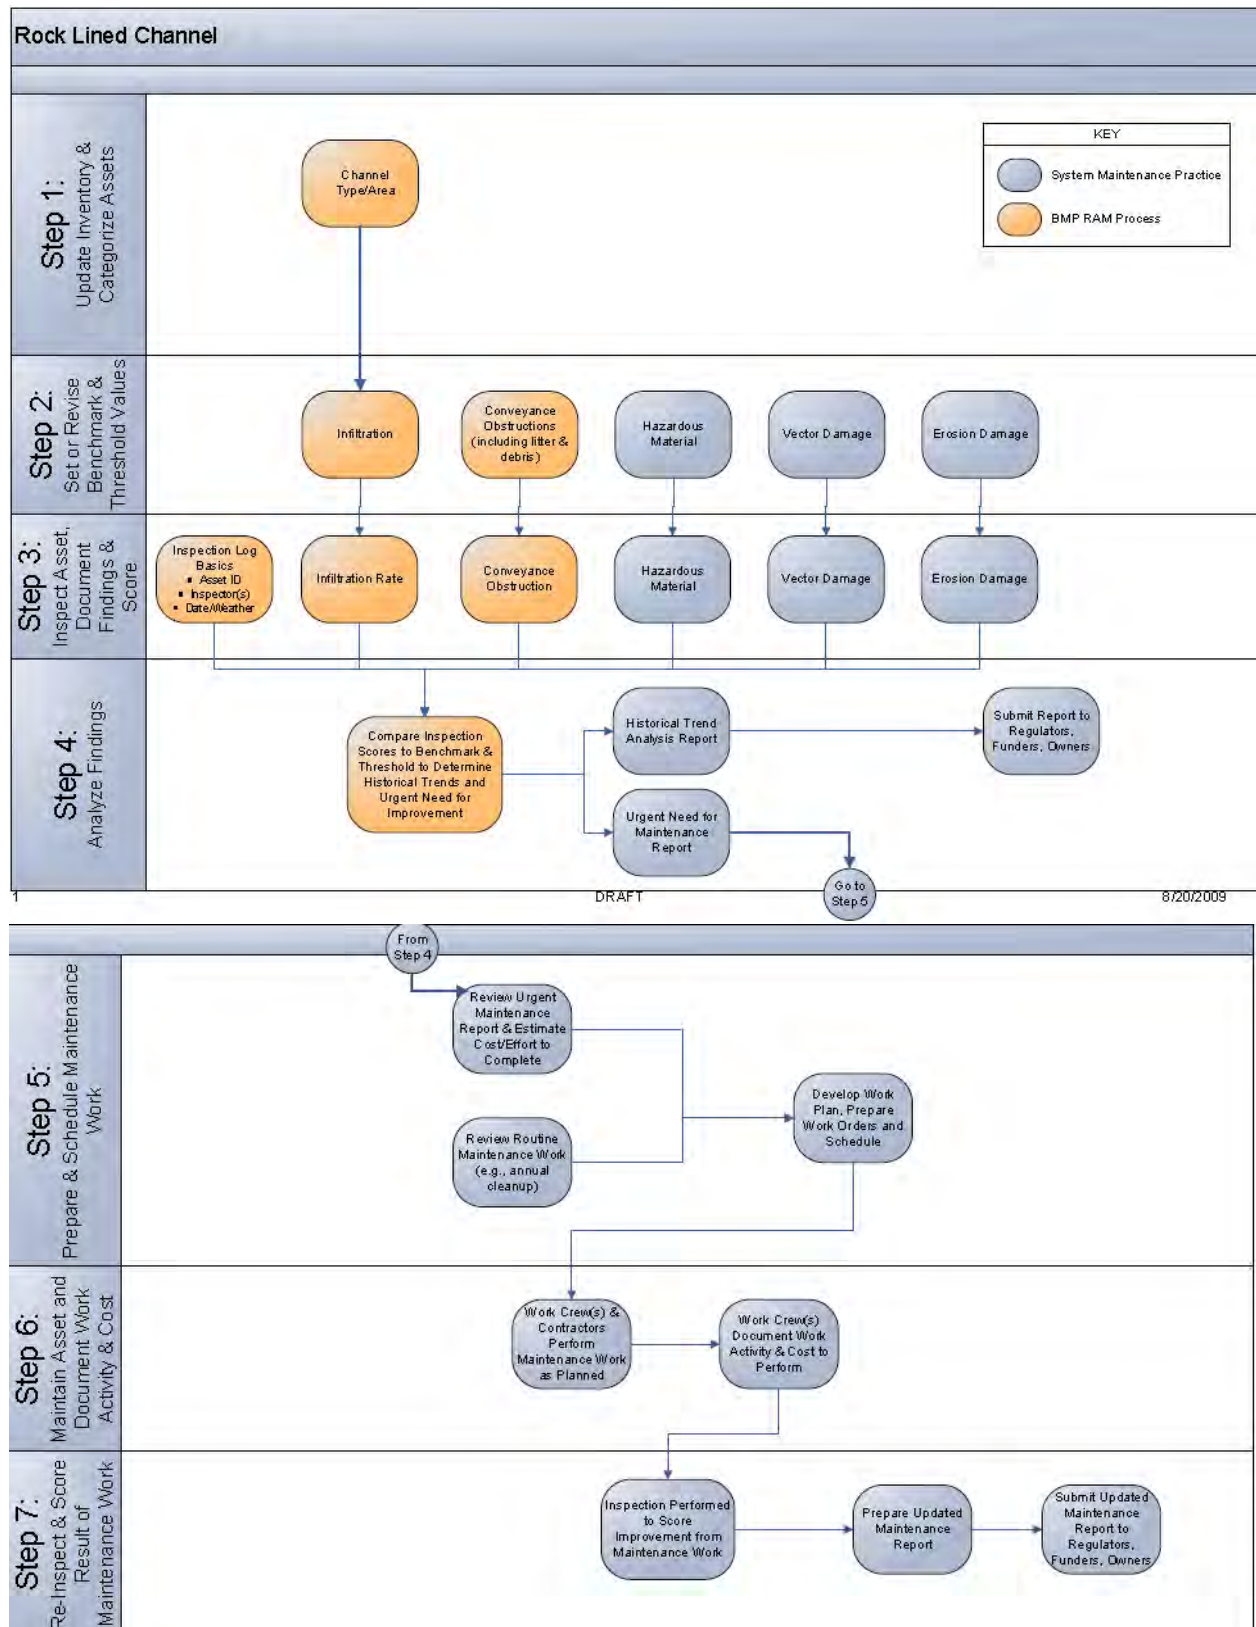 Rock Lined Channel
Step 1:
Update Inventory &
Categorize Assets
Channel
Type/Area
KEY
System Maintenance Practice
BMP RAM Process
Step 2:
Set or Revise
Benchmark &
Threshold Values
Infiltration
Conveyance
Obstructions
(including litter &
debris)
Hazardous
Material
Vector Damage
Erosion Damage
Step 3:
Inspect Asset,
Document
Findings &
Score
Inspection Log
Basics
▪ Asset ID
▪ Inspector(s)
▪ Date/Weather
Infiltration Rate
Conveyance
Obstruction
Hazardous
Material
Vector Damage
Erosion Damage
Step 4:
Analyze Findings
Compare Inspection
Scores to Benchmark &
Threshold to Determine
Historical Trends and
Urgent Need for
Improvement
Historical Trend
Analysis Report
Submit Report to
Regulators,
Funders, Owners
Urgent Need for
Maintenance
Report
Go to
Step 5
1
DRAFT
8/20/2009
From
Step 4
Step 5:
Prepare & Schedule Maintenance
Work
Review Urgent
Maintenance
Report & Estimate
Cost/Effort to
Complete
Review Routine
Maintenance Work
(e.g., annual
cleanup)
Develop Work
Plan, Prepare
Work Orders and
Schedule
Step 6:
Maintain Asset and
Document Work
Activity & Cost
Work Crew(s) &
Contractors
Perform
Maintenance Work
as Planned
Work Crew(s)
Document Work
Activity & Cost to
Perform
Step 7:
Re-Inspect & Score
Result of
Maintenance Work
Inspection Performed
to Score
Improvement from
Maintenance Work
Prepare Updated
Maintenance
Report
Submit Updated
Maintenance
Report to
Regulators,
Funders, Owners